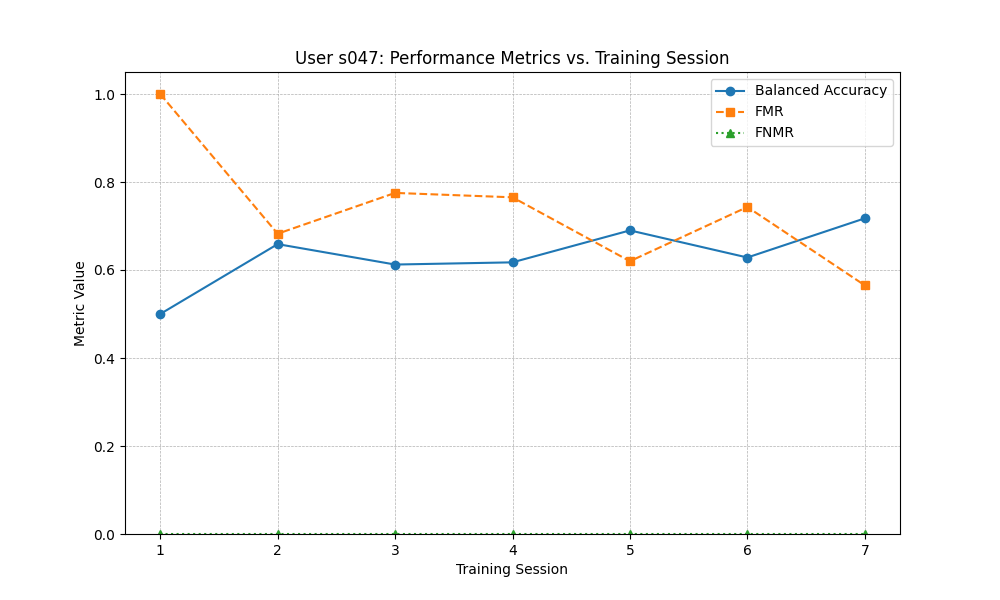 User s047: Performance Metrics vs. Training Session
Balanced Accuracy
FMR
FNMR
Metric Value
1.0
0.8
0.6
0.4
0.2
0.0
1 2 3 4 5 6 7
Training Session